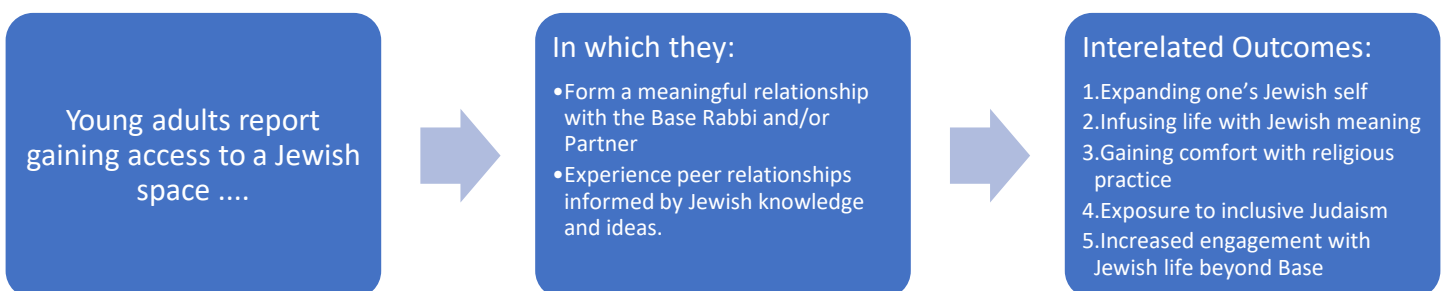 Young adults report
gaining access to a Jewish
space ....
In which they:
•Form a meaningful relationship
with the Base Rabbi and/or
Partner
•Experience peer relationships
informed by Jewish knowledge
and ideas.
Interelated Outcomes:
1.Expanding one’s Jewish self
2.Infusing life with Jewish meaning
3.Gaining comfort with religious
practice
4.Exposure to inclusive Judaism
5.Increased engagement with
Jewish life beyond Base